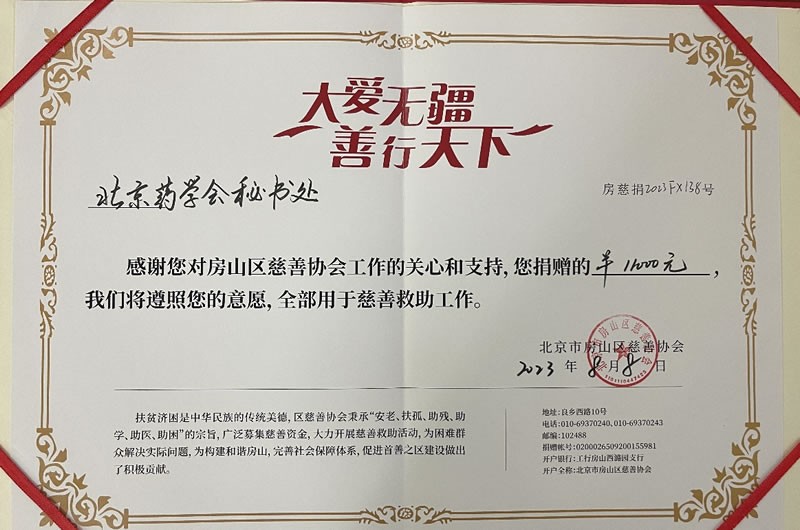 大爱无疆
善行天下
北京药学会秘书处
房慈捐2023FX138号
感谢您对房山区慈善协会工作的关心和支持, 您捐赠的 ¥11000元 ,
我们将遵照您的意愿, 全部用于慈善救助工作。
北京市房山区慈善协会
2023 年 8 月 8 日
扶贫济困是中华民族的传统美德, 区慈善协会秉承“安老、扶孤、助残、助
学、助医、助困”的宗旨, 广泛募集慈善资金, 大力开展慈善救助活动, 为困难群
众解决实际问题, 为构建和谐房山, 完善社会保障体系, 促进首善之区建设做出
了积极贡献。
地址: 良乡西路10号
电话: 010-69370240, 010-69370243
邮编: 102488
捐赠帐号: 0200026509200155981
开户银行: 工行房山西潞园支行
开户全称: 北京市房山区慈善协会